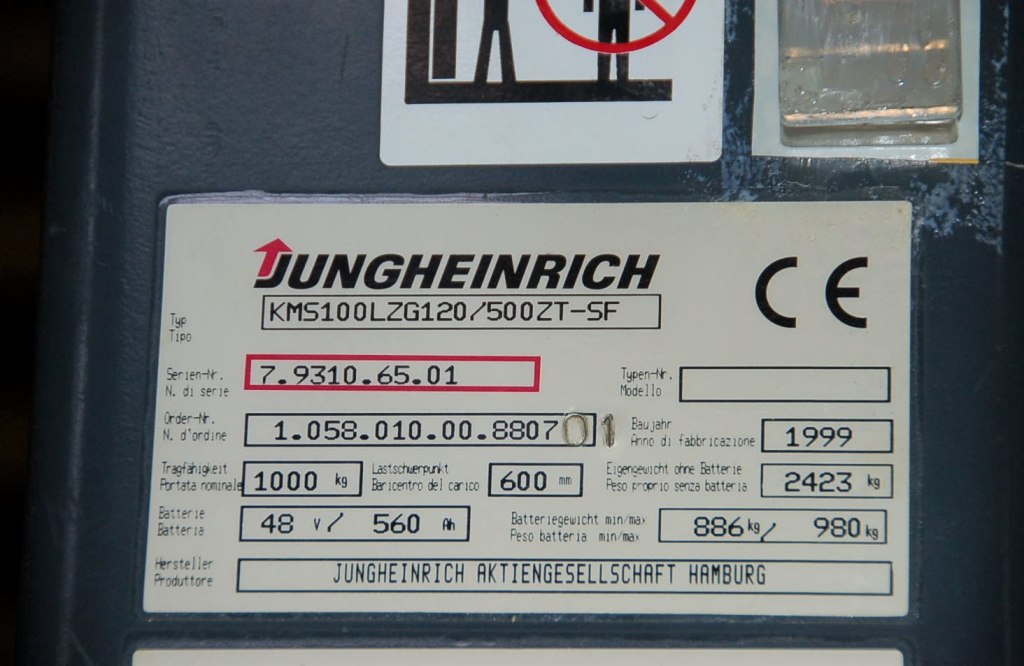 JUNGHEINRICH
CE
Typ
Tipo
KMS100LZG120/500ZT-SF
Serien-Nr.
N. di serie
7.9310.65.01
Typen-Nr.
Modello
Order-Nr.
N. d'ordine
1.058.010.00.880701
Baujahr
Anno di fabbricazione
1999
Tragfähigkeit
Portata nominale
1000 kg
Lastschwerpunkt
Baricentro del carico
600 mm
Eigengewicht ohne Batterie
Peso proprio senza batteria
2423 kg
Batterie
Batteria
48 V/ 560 Ah
Batteriegewicht min/max
Peso batteria min/max
886 kg/ 980 kg
Hersteller
Produttore
JUNGHEINRICH AKTIENGESELLSCHAFT HAMBURG